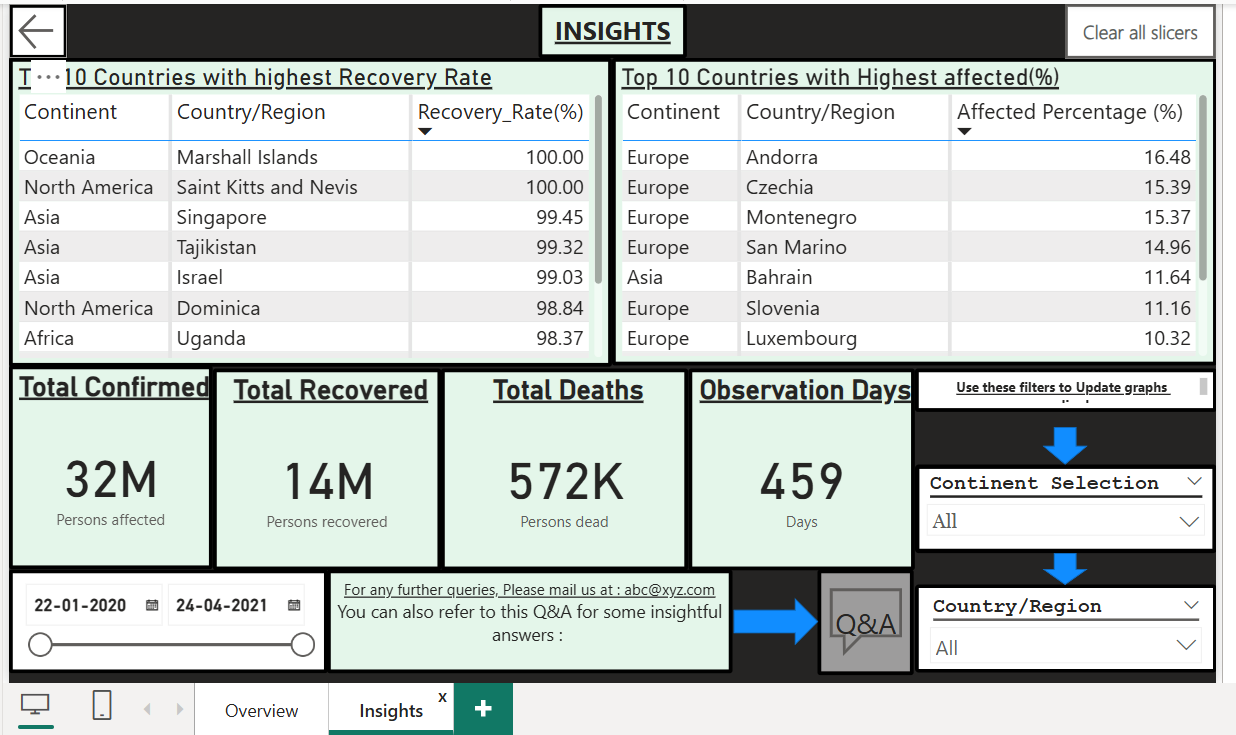 INSIGHTS
Clear all slicers
T ··· 10 Countries with highest Recovery Rate
Continent Country/Region Recovery_Rate(%)
Oceania Marshall Islands 100.00
North America Saint Kitts and Nevis 100.00
Asia Singapore 99.45
Asia Tajikistan 99.32
Asia Israel 99.03
North America Dominica 98.84
Africa Uganda 98.37
Top 10 Countries with Highest affected(%)
Continent Country/Region Affected Percentage (%)
Europe Andorra 16.48
Europe Czechia 15.39
Europe Montenegro 15.37
Europe San Marino 14.96
Asia Bahrain 11.64
Europe Slovenia 11.16
Europe Luxembourg 10.32
Total Confirmed
32M
Persons affected
Total Recovered
14M
Persons recovered
Total Deaths
572K
Persons dead
Observation Days
459
Days
Use these filters to Update graphs
Continent Selection
All
Country/Region
All
22-01-2020 24-04-2021
For any further queries, Please mail us at : abc@xyz.com
You can also refer to this Q&A for some insightful
answers :
Q&A
Overview
Insights x
+